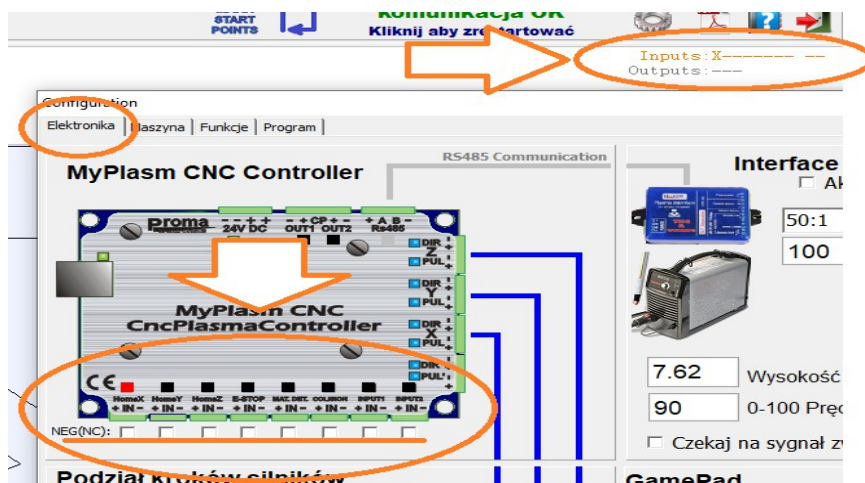 START
POINTS
Komunikacja OK
Kliknij aby zrestartować
Inputs:X------- --
Outputs:---
Configuration
Elektronika
Maszyna
Funkcje
Program
MyPlasm CNC Controller
RS485 Communication
Interface
Ak
Proma
- - + +
24V DC
- + CP + -
OUT1 OUT2
+ A B -
Rs485
DIR
Z
PUL
DIR
Y
PUL
DIR
X
PUL
DIR
PUL
50:1
100
MyPlasm CNC
CncPlasmaController
CE
HomeX HomeY HomeZ E-STOP MAT. DET. COLISION INPUT1 INPUT2
+ IN - + IN - + IN - + IN - + IN - + IN - + IN - + IN -
NEG(NC):
7.62
Wysokość
90
0-100 Pręd
Czekaj na sygnał z
Podział kroków silników
GamePad